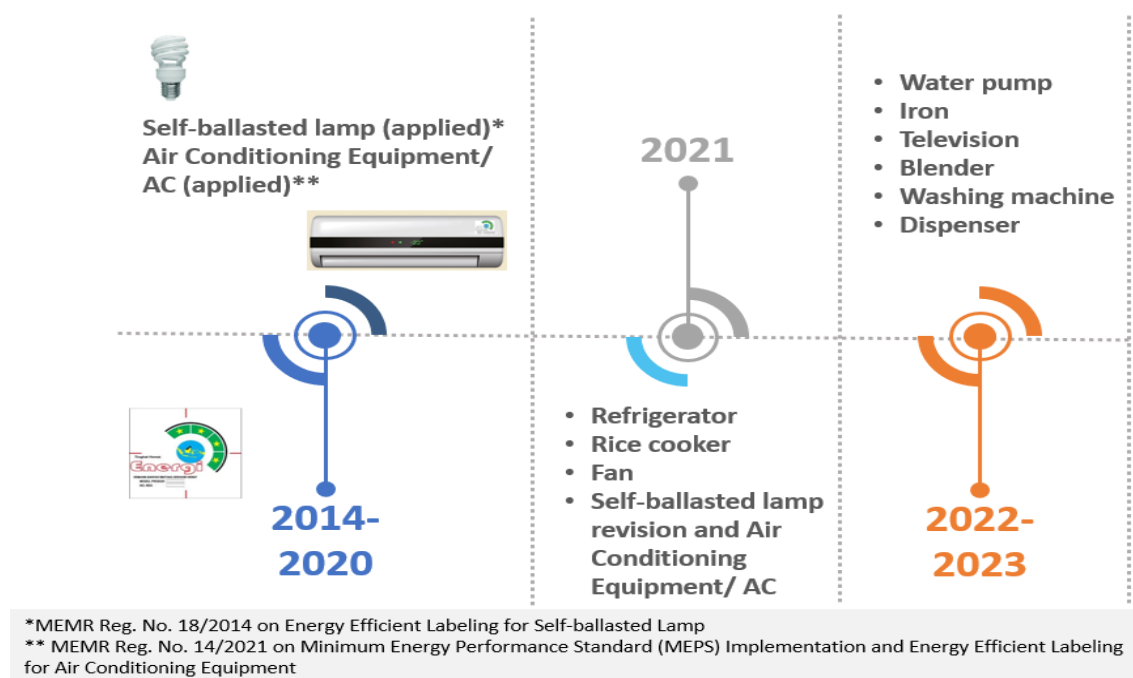 Self-ballasted lamp (applied)*
Air Conditioning Equipment/
AC (applied)**
Energi
2014-
2020
2021
• Refrigerator
• Rice cooker
• Fan
• Self-ballasted lamp
revision and Air
Conditioning
Equipment/ AC
• Water pump
• Iron
• Television
• Blender
• Washing machine
• Dispenser
2022-
2023
*MEMR Reg. No. 18/2014 on Energy Efficient Labeling for Self-ballasted Lamp
** MEMR Reg. No. 14/2021 on Minimum Energy Performance Standard (MEPS) Implementation and Energy Efficient Labeling
for Air Conditioning Equipment